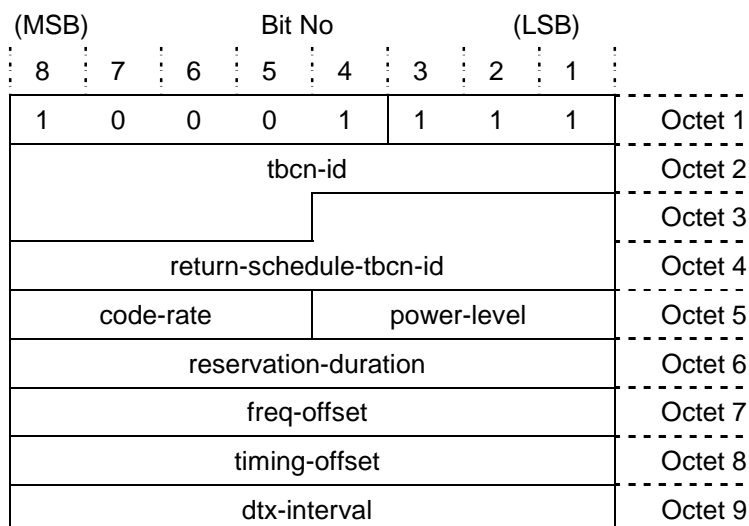 (MSB) Bit No (LSB)
8 7 6 5 4 3 2 1
1 0 0 0 1 1 1 1 Octet 1
tbcn-id Octet 2
Octet 3
return-schedule-tbcn-id Octet 4
code-rate power-level Octet 5
reservation-duration Octet 6
freq-offset Octet 7
timing-offset Octet 8
dtx-interval Octet 9